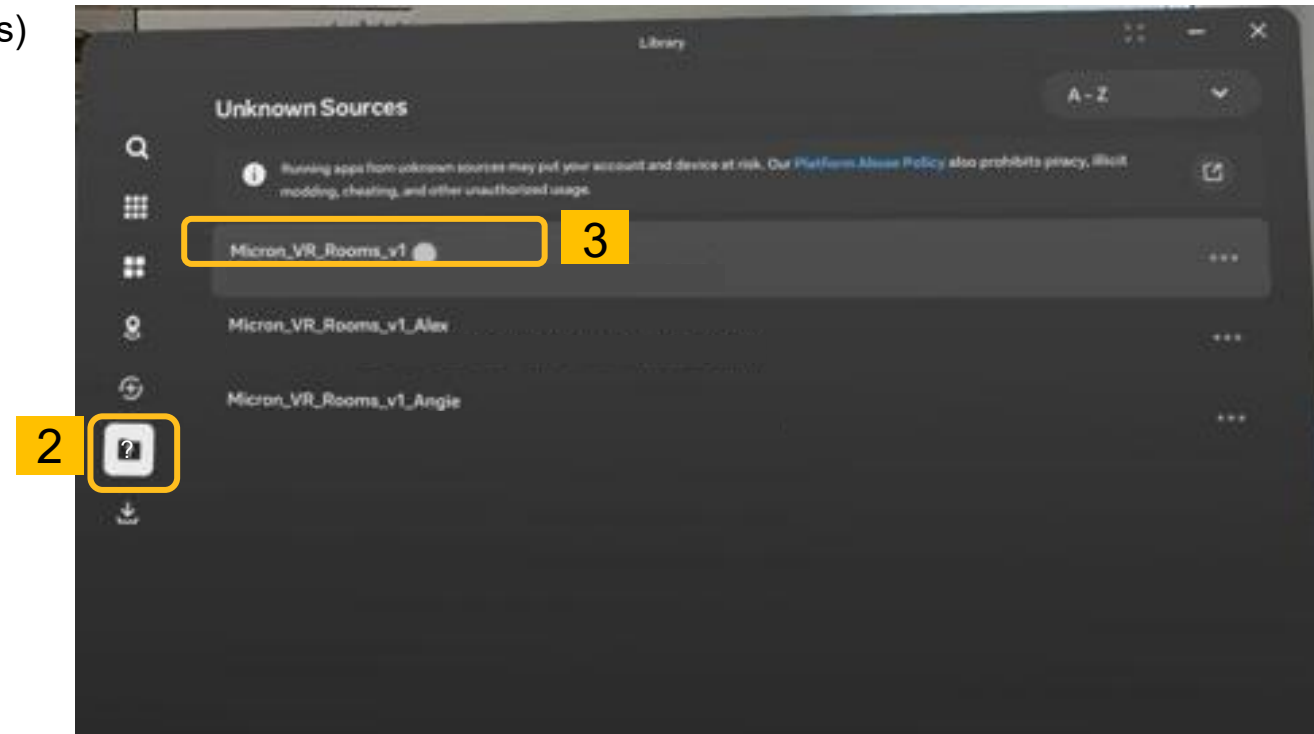 s)
Library
Unknown Sources
A - Z
Running apps from unknown sources may put your account and device at risk. Our Platform Abuse Policy also prohibits piracy, illicit
modding, cheating, and other unauthorized usage.
Micron_VR_Rooms_v1
3
Micron_VR_Rooms_v1_Alex
Micron_VR_Rooms_v1_Angie
2
?